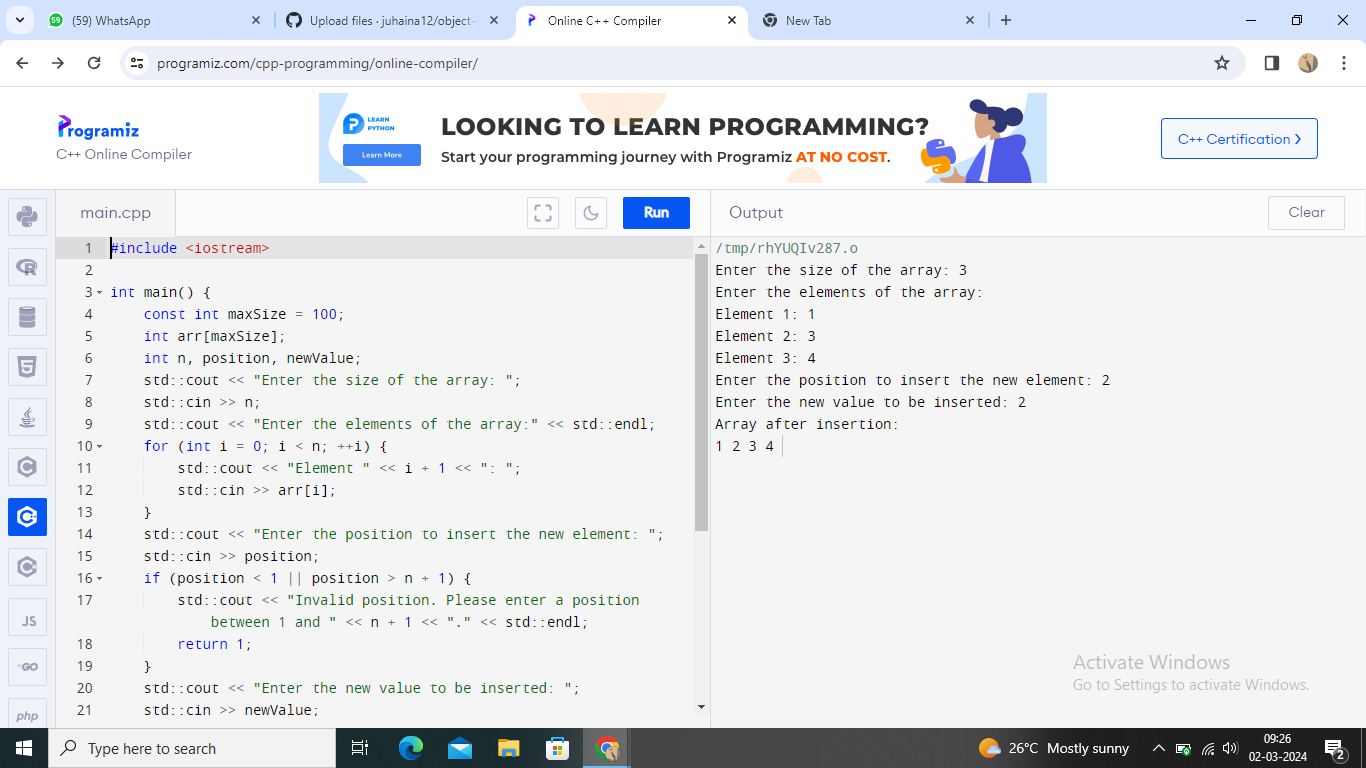 (59) WhatsApp
Upload files · juhaina12/object-
Online C++ Compiler
New Tab
programiz.com/cpp-programming/online-compiler/
Programiz
C++ Online Compiler
LEARN
PYTHON
Learn More
LOOKING TO LEARN PROGRAMMING?
Start your programming journey with Programiz AT NO COST.
C++ Certification
main.cpp
Run
Output
Clear
1 #include <iostream>
2
3 int main() {
4 const int maxSize = 100;
5 int arr[maxSize];
6 int n, position, newValue;
7 std::cout << "Enter the size of the array: ";
8 std::cin >> n;
9 std::cout << "Enter the elements of the array:" << std::endl;
10 for (int i = 0; i < n; ++i) {
11 std::cout << "Element " << i + 1 << ": ";
12 std::cin >> arr[i];
13 }
14 std::cout << "Enter the position to insert the new element: ";
15 std::cin >> position;
16 if (position < 1 || position > n + 1) {
17 std::cout << "Invalid position. Please enter a position
between 1 and " << n + 1 << "." << std::endl;
18 return 1;
19 }
20 std::cout << "Enter the new value to be inserted: ";
21 std::cin >> newValue;
/tmp/rhYUQIv287.o
Enter the size of the array: 3
Enter the elements of the array:
Element 1: 1
Element 2: 3
Element 3: 4
Enter the position to insert the new element: 2
Enter the new value to be inserted: 2
Array after insertion:
1 2 3 4
JS
GO
php
Activate Windows
Go to Settings to activate Windows.
Type here to search
26°C Mostly sunny
09:26
02-03-2024
2